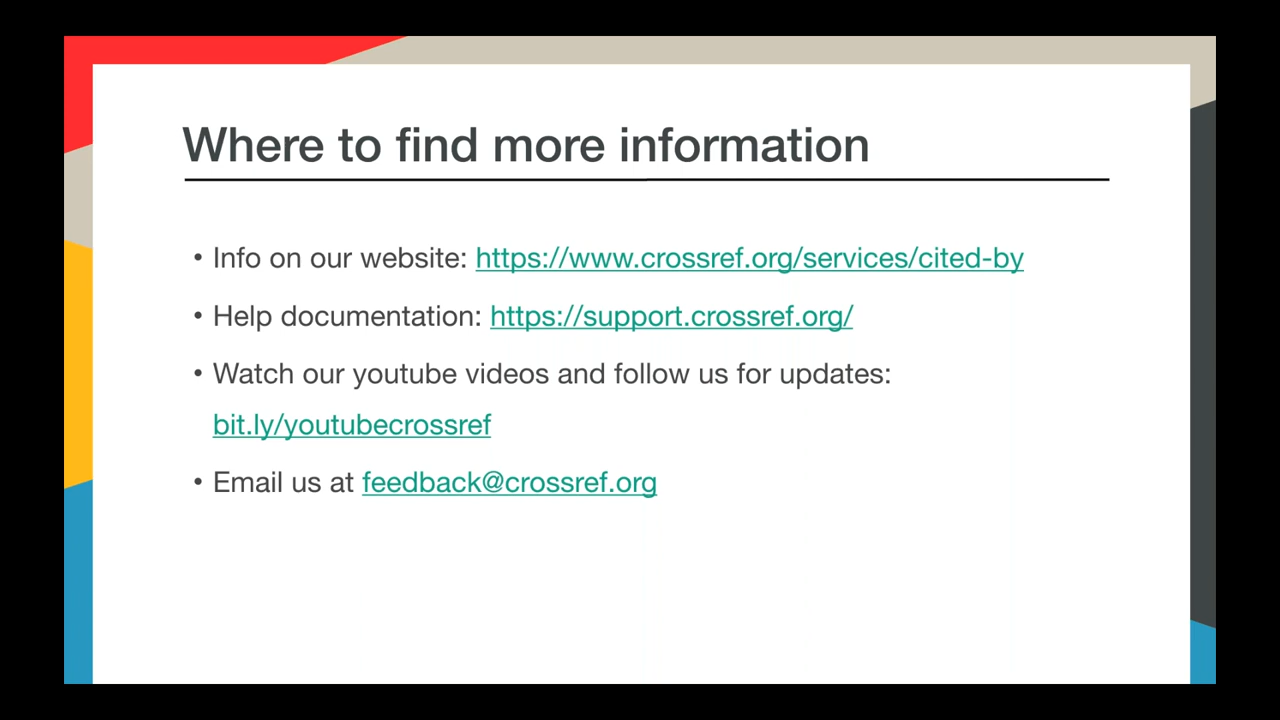 Where to find more information
• Info on our website: https://www.crossref.org/services/cited-by
• Help documentation: https://support.crossref.org/
• Watch our youtube videos and follow us for updates:
bit.ly/youtubecrossref
• Email us at feedback@crossref.org